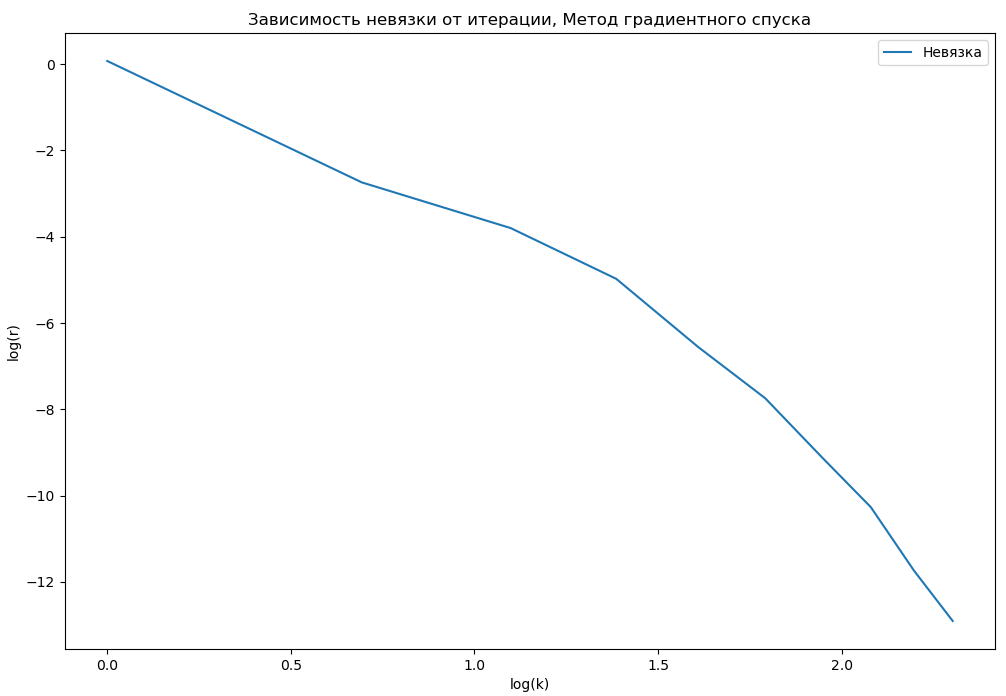 Зависимость невязки от итерации, Метод градиентного спуска
Невязка
0
−2
−4
−6
−8
−10
−12
log(r)
0.0 0.5 1.0 1.5 2.0
log(k)